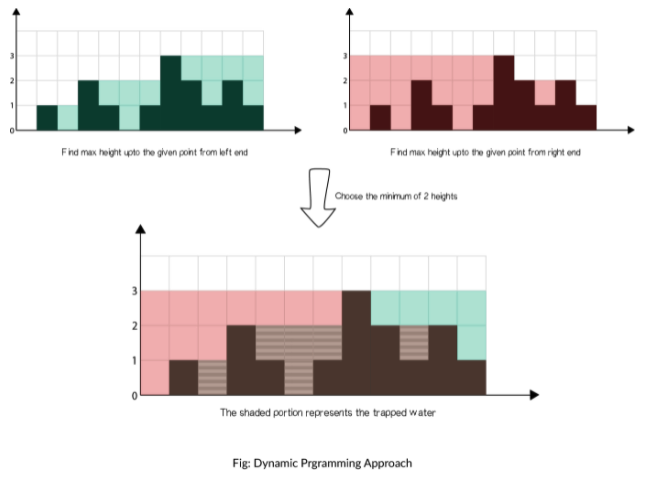 3
2
1
0
Find max height upto the given point from left end
3
2
1
0
Find max height upto the given point from right end
Choose the minimum of 2 heights
3
2
1
0
The shaded portion represents the trapped water
Fig: Dynamic Prgramming Approach